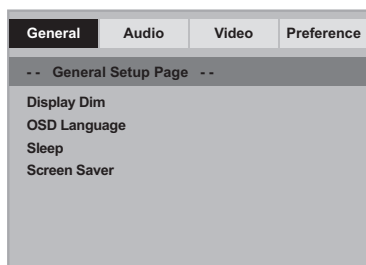 General Audio Video Preference
- - General Setup Page - -
Display Dim
OSD Language
Sleep
Screen Saver